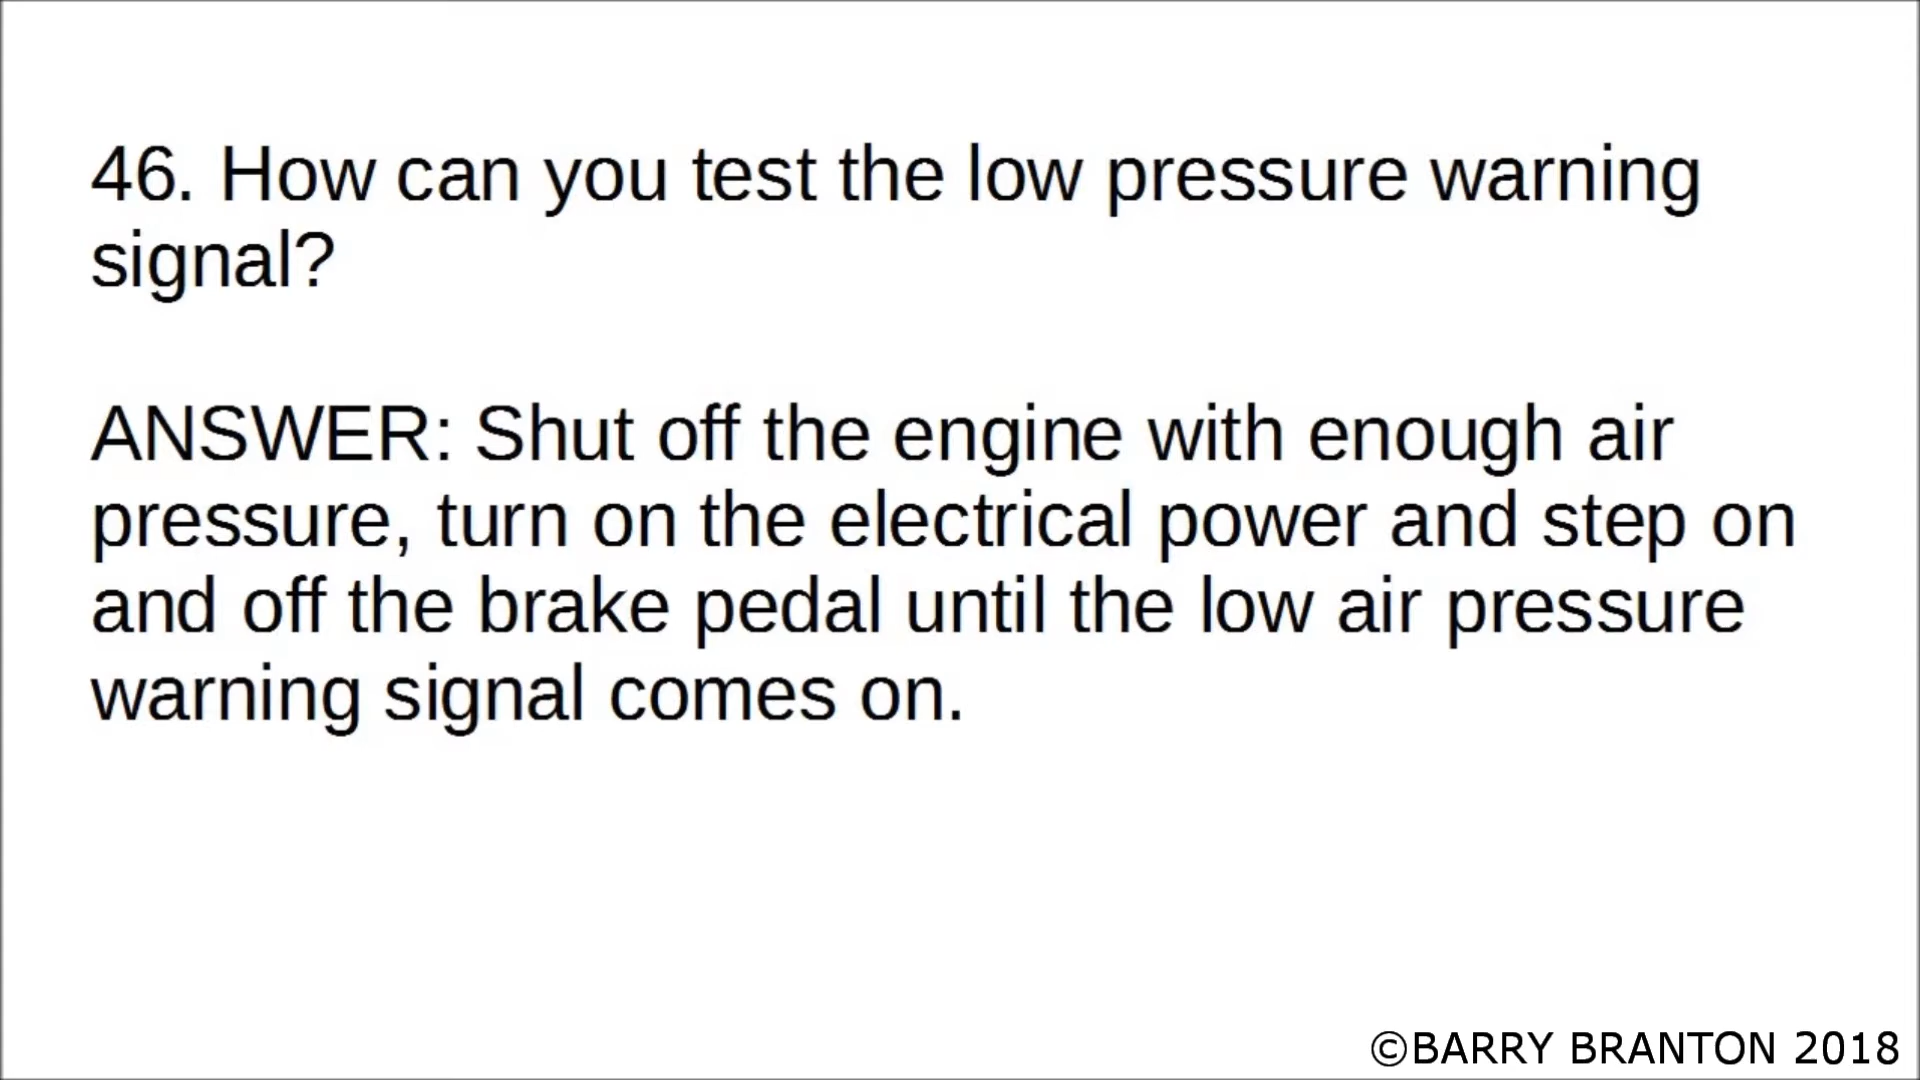 46. How can you test the low pressure warning
signal?
ANSWER: Shut off the engine with enough air
pressure, turn on the electrical power and step on
and off the brake pedal until the low air pressure
warning signal comes on.
©BARRY BRANTON 2018